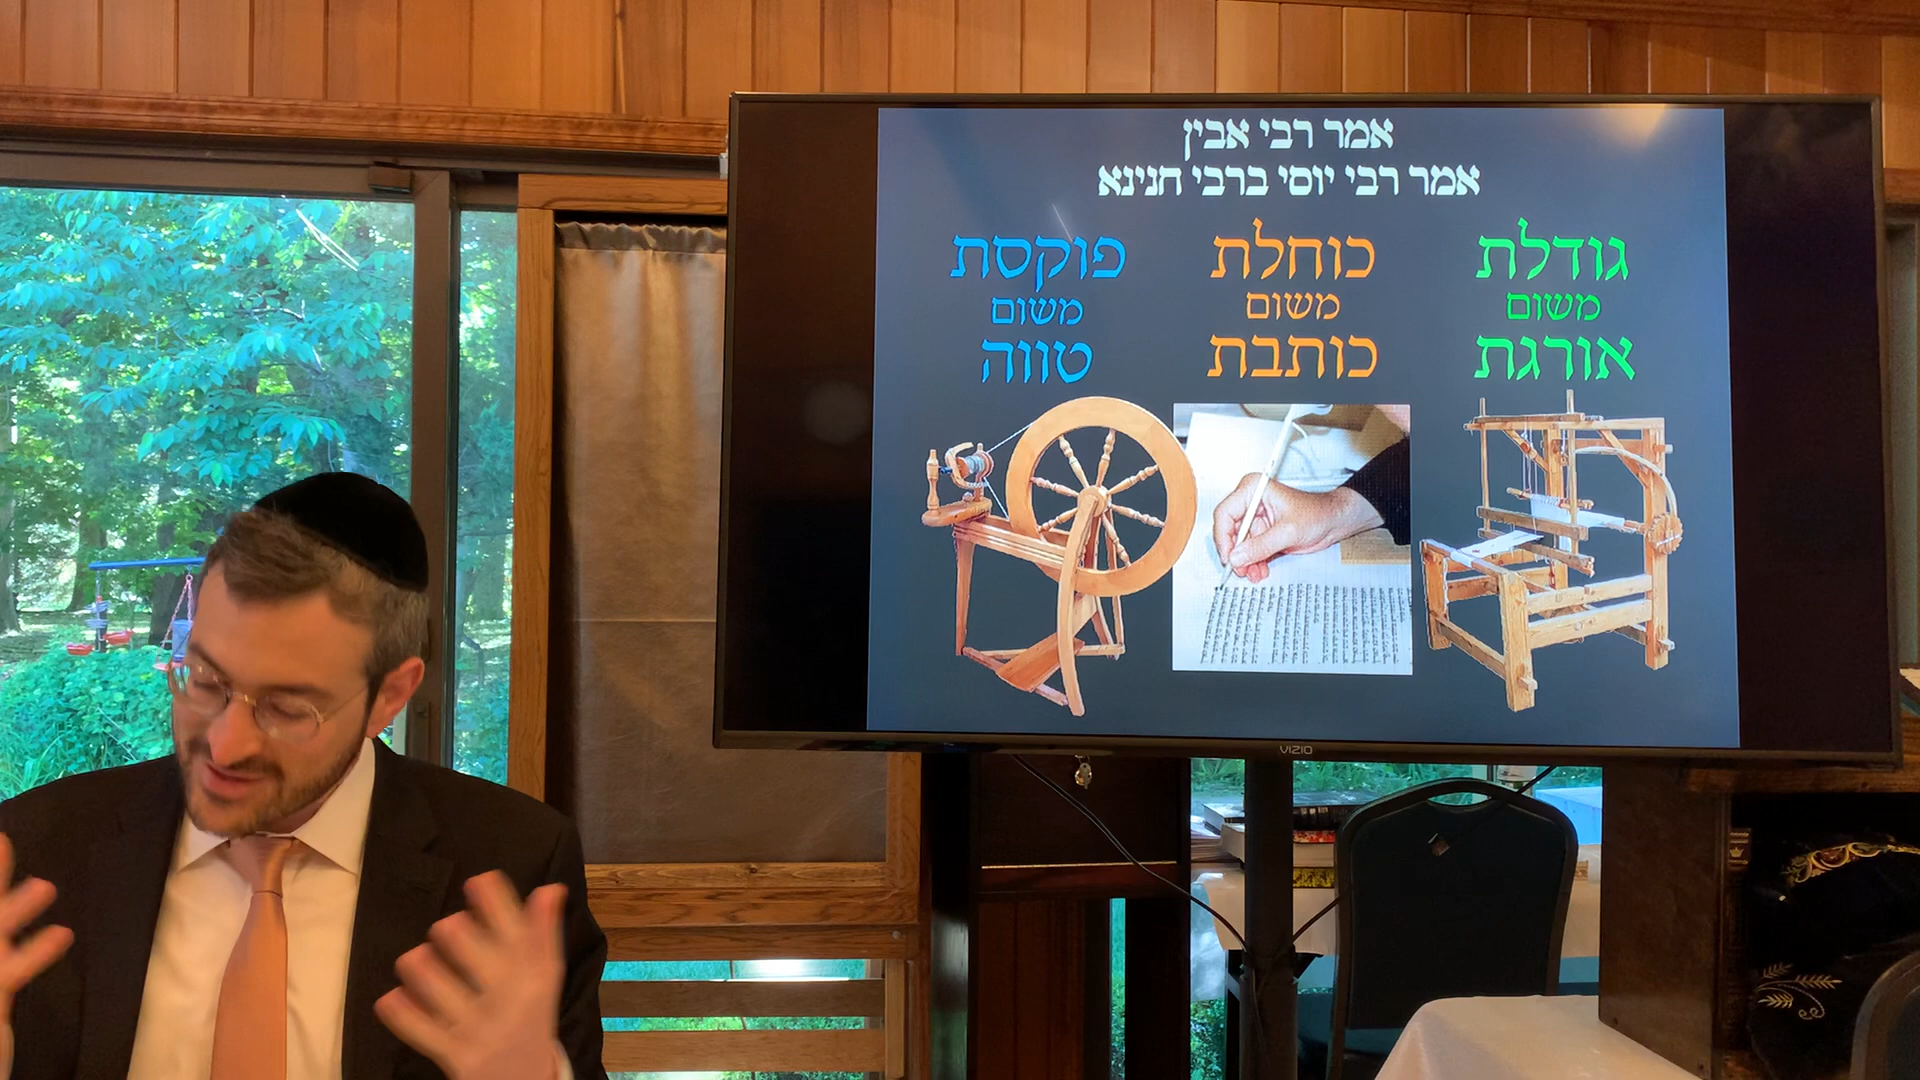 אמר רבי אבין
אמר רבי יוסי ברבי חנינא
גודלת
משום
אורגת
כוחלת
משום
כותבת
פוקסת
משום
טווה
VIZIO